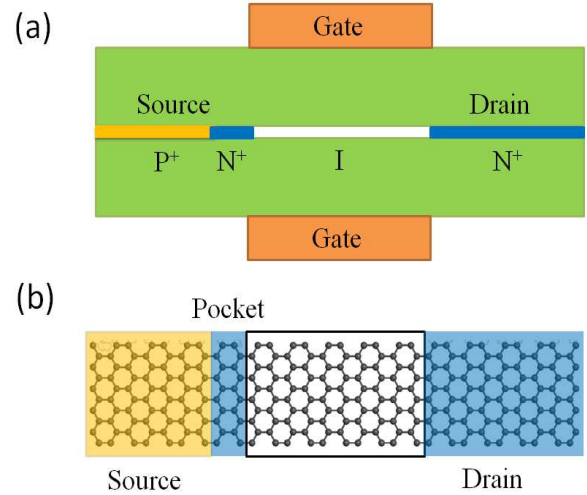 (a)
Gate
Source
Drain
P+
N+
I
N+
Gate
(b)
Pocket
Source
Drain